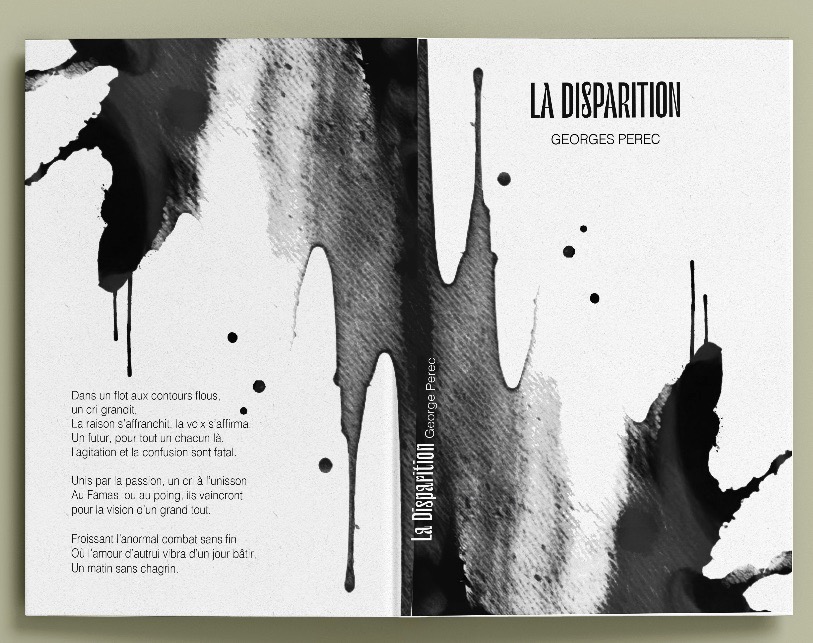 Dans un flot aux contours flous,
un cri grandit,
La raison s'affranchit, la voix s'affirma.
Un futur, pour tout un chacun là,
l'agitation et la confusion sont fatal.
Unis par la passion, un cri à l'unisson
Au Famas ou au poing, ils vaincront
pour la vision d'un grand tout.
Froissant l'anormal combat sans fin
Où l'amour d'autrui vibra d'un jour bâtir,
Un matin sans chagrin.
La Disparition George Perec
LA DISPARITION
GEORGES PEREC